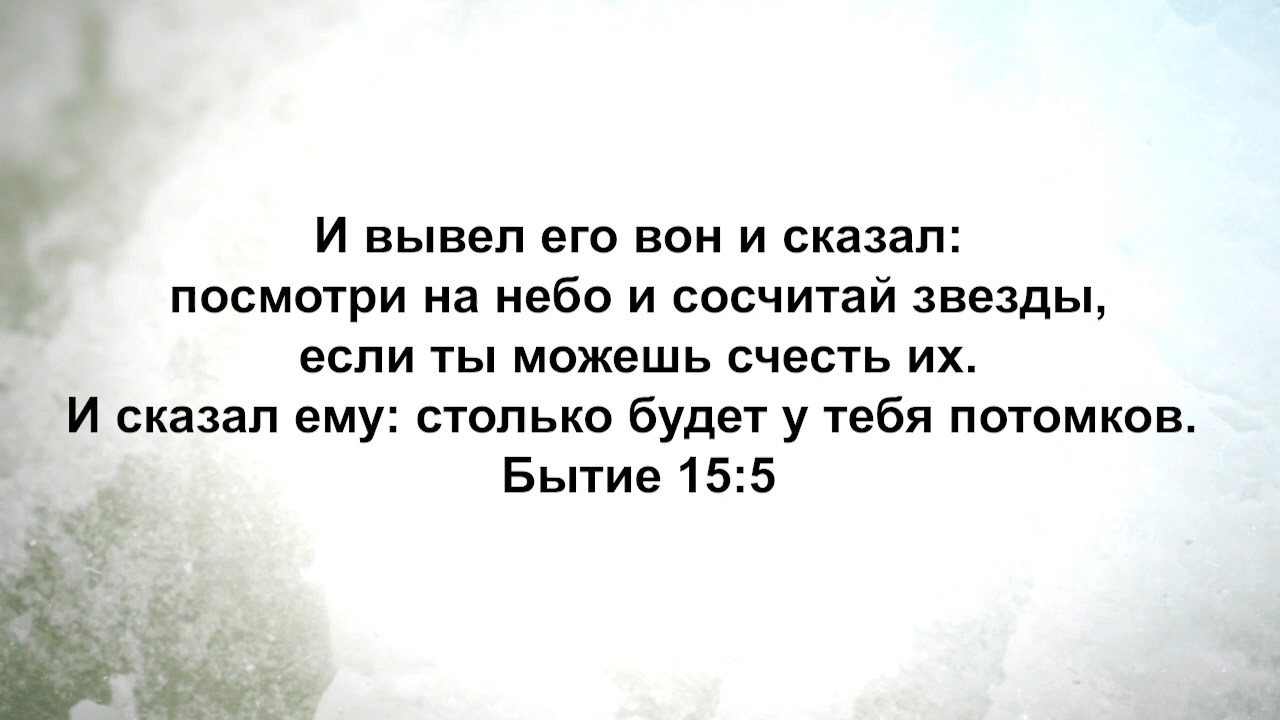 И вывел его вон и сказал:
посмотри на небо и сосчитай звезды,
если ты можешь счесть их.
И сказал ему: столько будет у тебя потомков.
Бытие 15:5